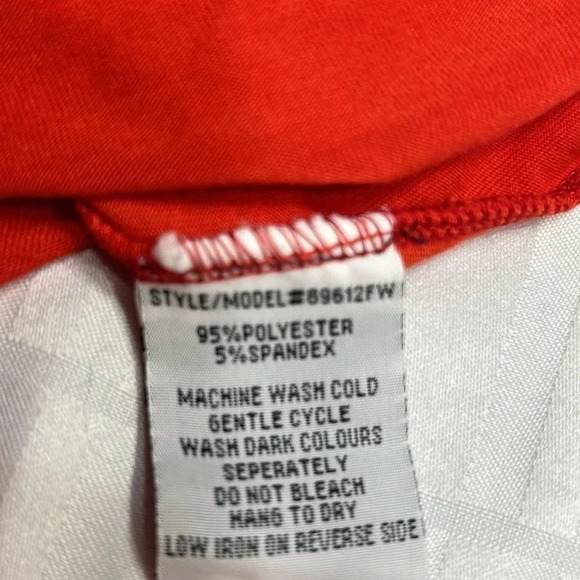 STYLE/MODEL#89612FW
95%POLYESTER
5%SPANDEX
MACHINE WASH COLD
GENTLE CYCLE
WASH DARK COLOURS
SEPERATELY
DO NOT BLEACH
HANG TO DRY
LOW IRON ON REVERSE SIDE